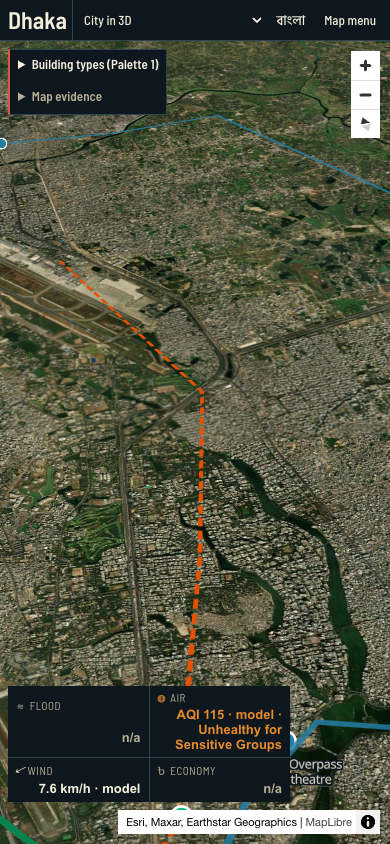 Dhaka
City in 3D
বাংলা
Map menu
Building types (Palette 1)
Map evidence
FLOOD
n/a
AIR
AQI 115 · model ·
Unhealthy for
Sensitive Groups
WIND
7.6 km/h · model
ECONOMY
n/a
Overpass
theatre
Esri, Maxar, Earthstar Geographics | MapLibre